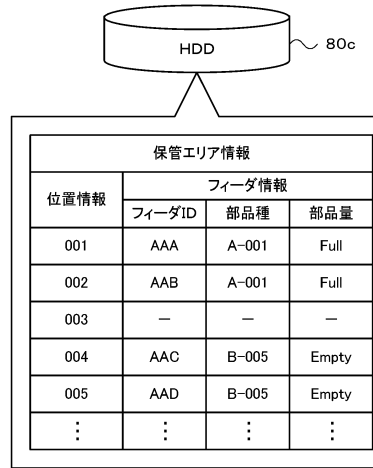 HDD
80c
保管エリア情報
位置情報 フィーダ情報
フィーダID 部品種 部品量
001 AAA A-001 Full
002 AAB A-001 Full
003 － － －
004 AAC B-005 Empty
005 AAD B-005 Empty
⋮ ⋮ ⋮ ⋮